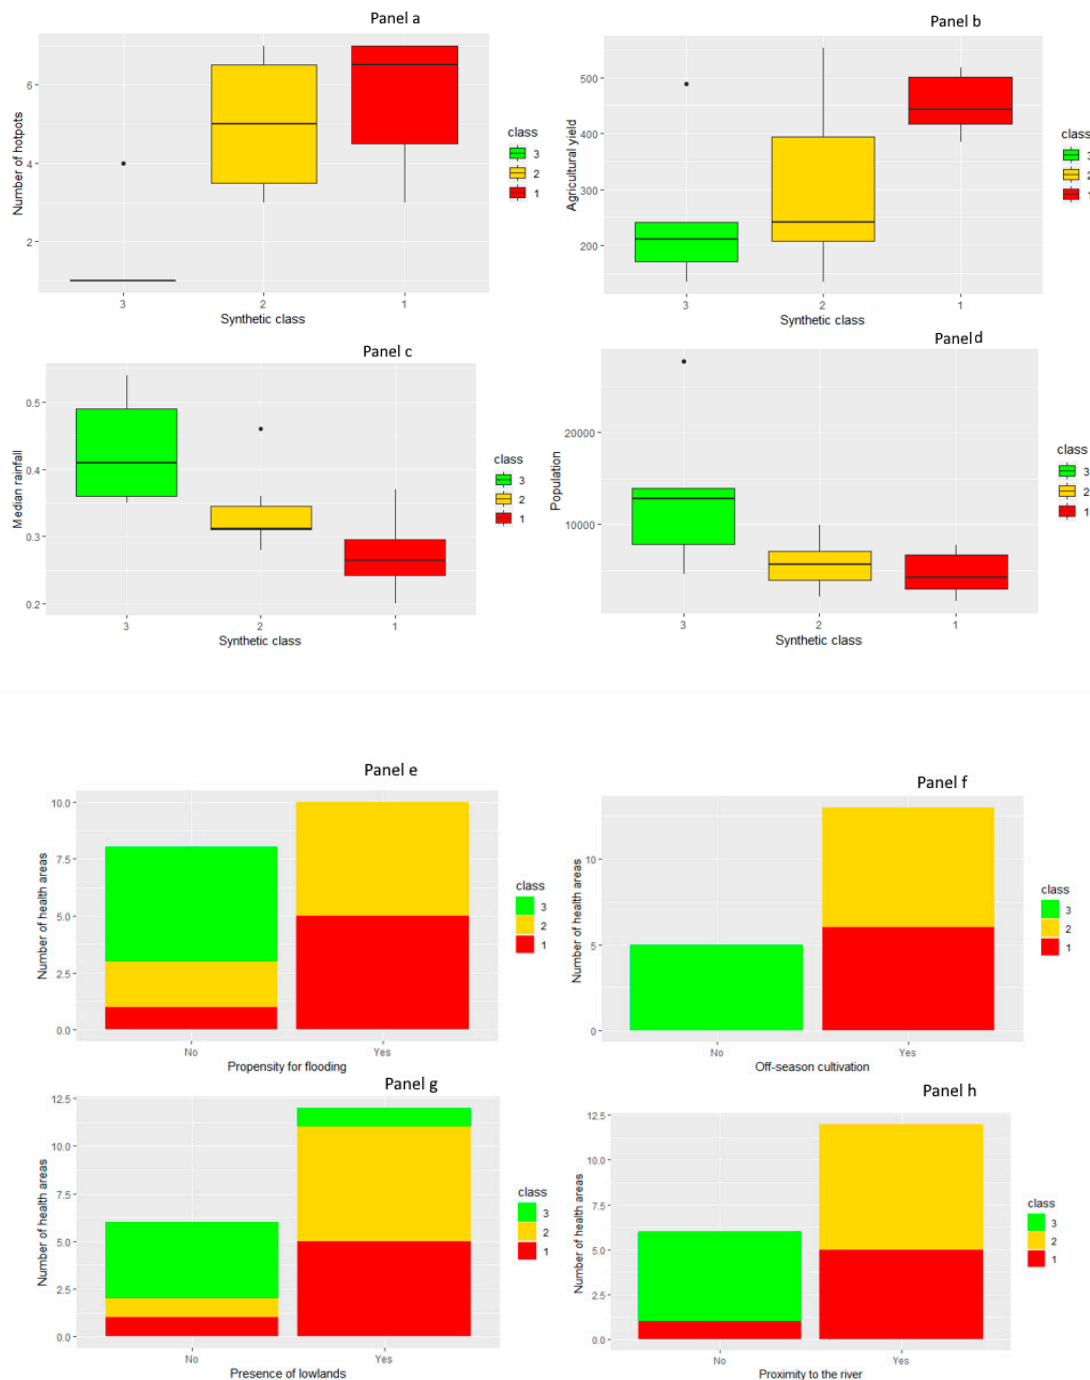 Panel a
Number of hotpots
6
4
2
3
2
1
Synthetic class
class
3
2
1
Panel b
Agricultural yield
500
400
300
200
3
2
1
Synthetic class
class
3
2
1
Panel c
Median rainfall
0.5
0.4
0.3
0.2
3
2
1
Synthetic class
class
3
2
1
Panel d
Population
20000
10000
3
2
1
Synthetic class
class
3
2
1
Panel e
Number of health areas
10.0
7.5
5.0
2.5
0.0
No
Yes
Propensity for flooding
class
3
2
1
Panel f
Number of health areas
10
5
0
No
Yes
Off-season cultivation
class
3
2
1
Panel g
Number of health areas
12.5
10.0
7.5
5.0
2.5
0.0
No
Yes
Presence of lowlands
class
3
2
1
Panel h
Number of health areas
12.5
10.0
7.5
5.0
2.5
0.0
No
Yes
Proximity to the river
class
3
2
1